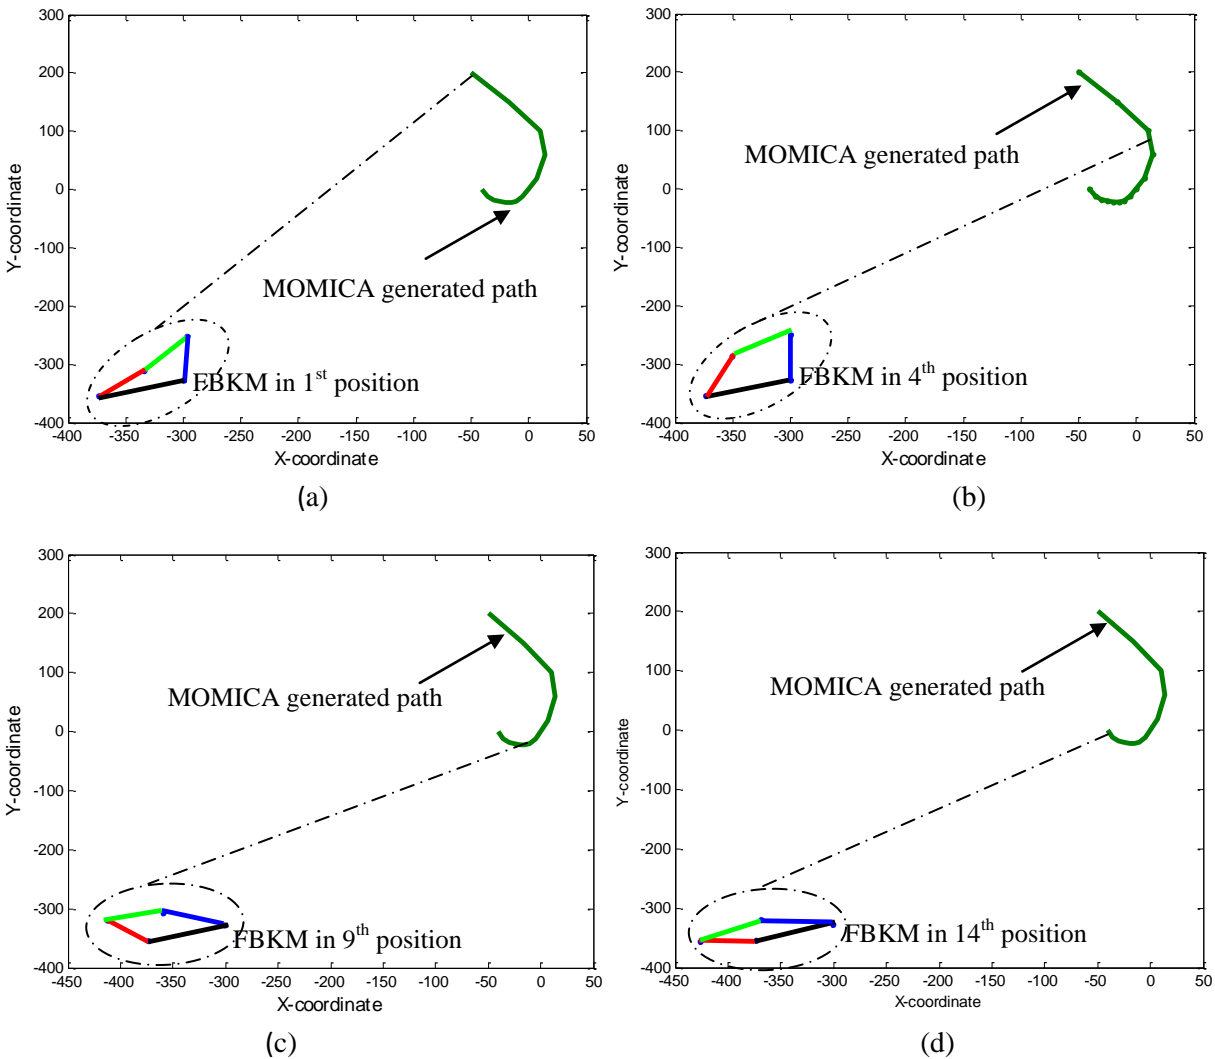 300
200
100
0
-100
-200
-300
-400
Y-coordinate
MOMICA generated path
FBKM in 1st position
-400 -350 -300 -250 -200 -150 -100 -50 0 50
X-coordinate
(a)
300
200
100
0
-100
-200
-300
-400
Y-coordinate
MOMICA generated path
FBKM in 4th position
-400 -350 -300 -250 -200 -150 -100 -50 0 50
X-coordinate
(b)
300
200
100
0
-100
-200
-300
-400
Y-coordinate
MOMICA generated path
FBKM in 9th position
-450 -400 -350 -300 -250 -200 -150 -100 -50 0 50
X-coordinate
(c)
300
200
100
0
-100
-200
-300
-400
Y-coordinate
MOMICA generated path
FBKM in 14th position
-450 -400 -350 -300 -250 -200 -150 -100 -50 0 50
X-coordinate
(d)